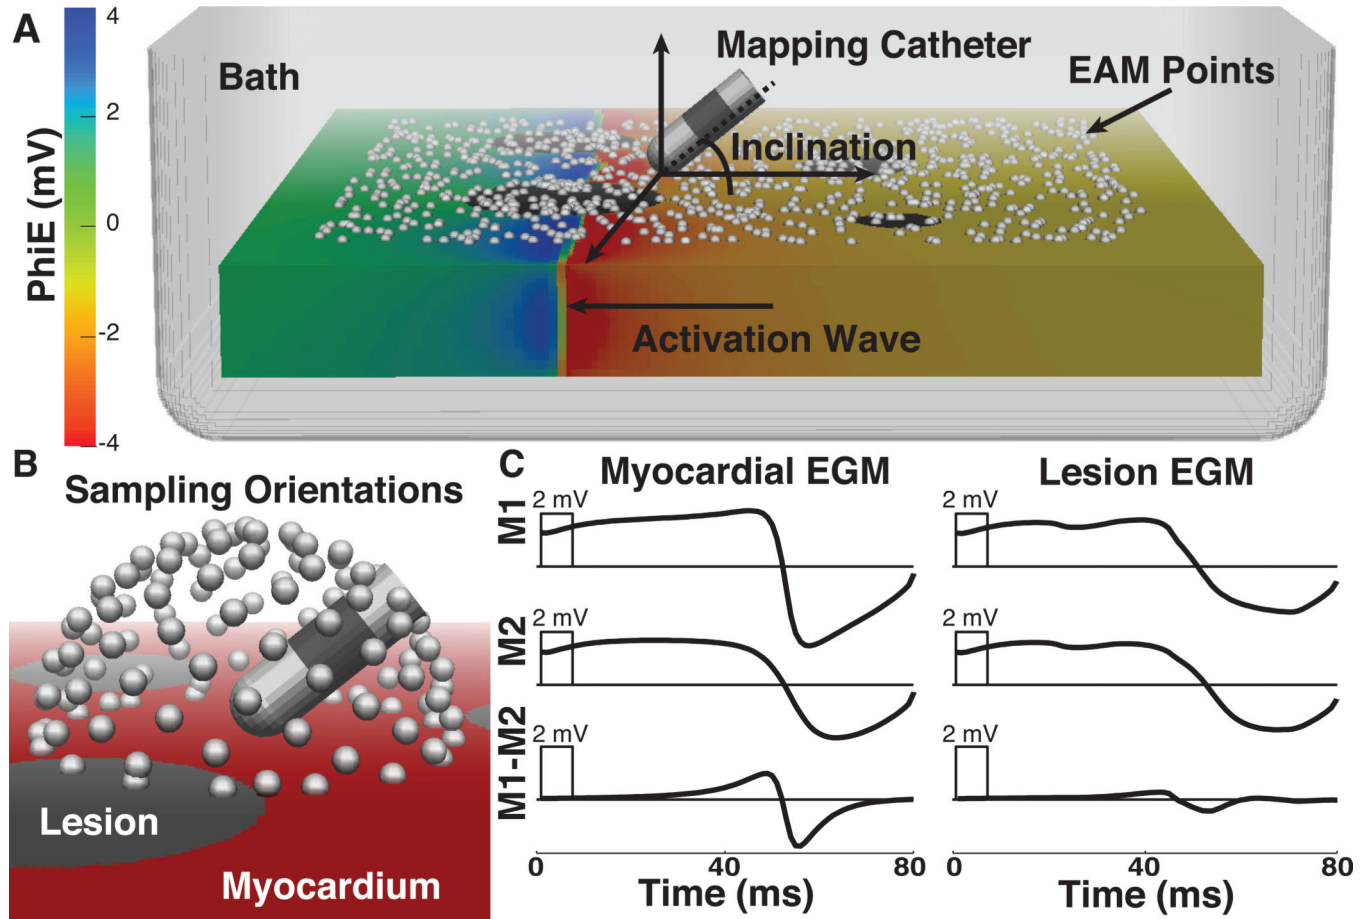 A
4
2
0
-2
-4
PhiE (mV)
Bath
Mapping Catheter
EAM Points
Inclination
Activation Wave
B
Sampling Orientations
Lesion
Myocardium
C
Myocardial EGM
Lesion EGM
M1
2 mV
2 mV
M2
2 mV
2 mV
M1-M2
2 mV
2 mV
0 40 80
0 40 80
Time (ms)
Time (ms)